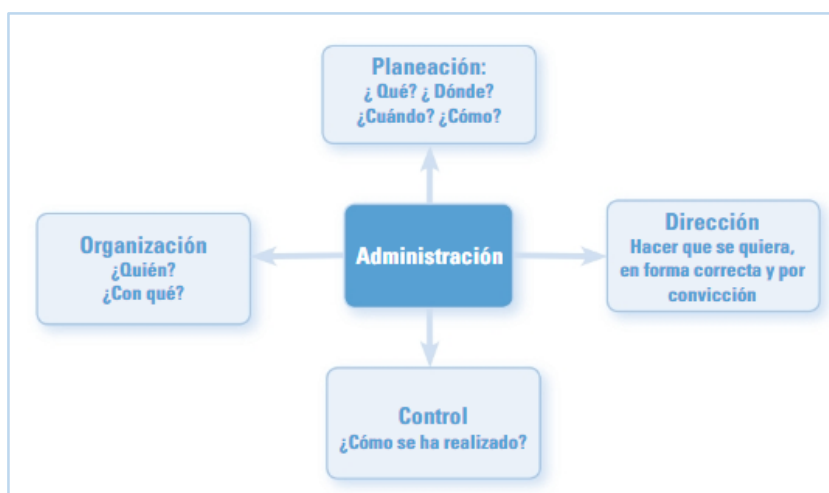 Planeación:
¿ Qué? ¿ Dónde?
¿Cuándo? ¿Cómo?
Organización
¿Quién?
¿Con qué?
Administración
Dirección
Hacer que se quiera,
en forma correcta y por
convicción
Control
¿Cómo se ha realizado?